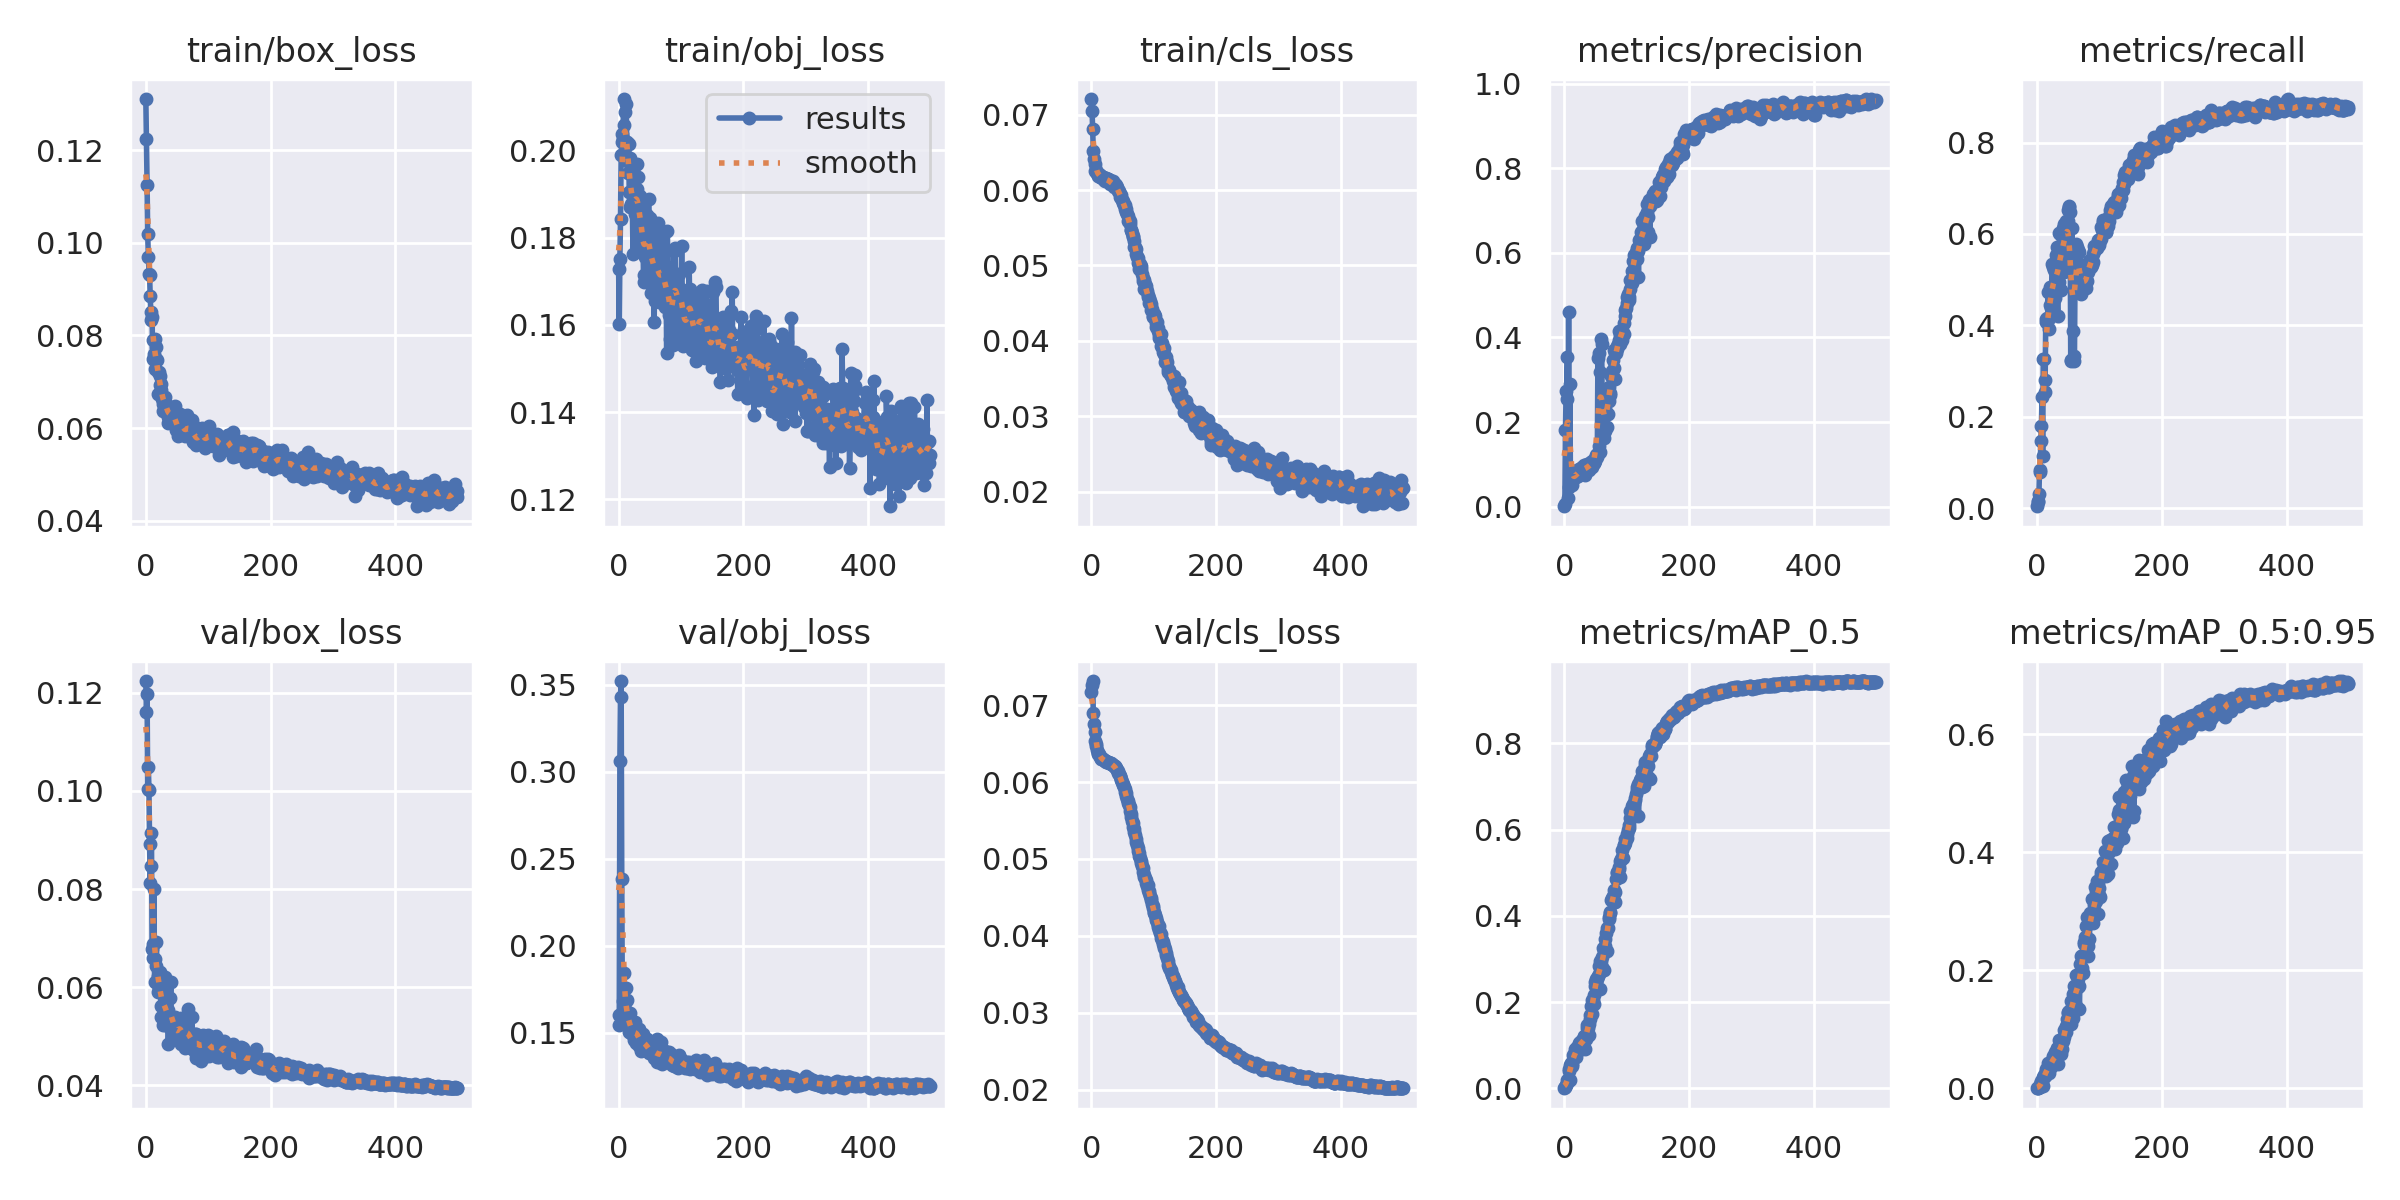 train/box_loss
0.12
0.10
0.08
0.06
0.04
0 200 400
train/obj_loss
results
smooth
0.20
0.18
0.16
0.14
0.12
0 200 400
train/cls_loss
0.07
0.06
0.05
0.04
0.03
0.02
0 200 400
metrics/precision
1.0
0.8
0.6
0.4
0.2
0.0
0 200 400
metrics/recall
0.8
0.6
0.4
0.2
0.0
0 200 400
val/box_loss
0.12
0.10
0.08
0.06
0.04
0 200 400
val/obj_loss
0.35
0.30
0.25
0.20
0.15
0 200 400
val/cls_loss
0.07
0.06
0.05
0.04
0.03
0.02
0 200 400
metrics/mAP_0.5
0.8
0.6
0.4
0.2
0.0
0 200 400
metrics/mAP_0.5:0.95
0.6
0.4
0.2
0.0
0 200 400